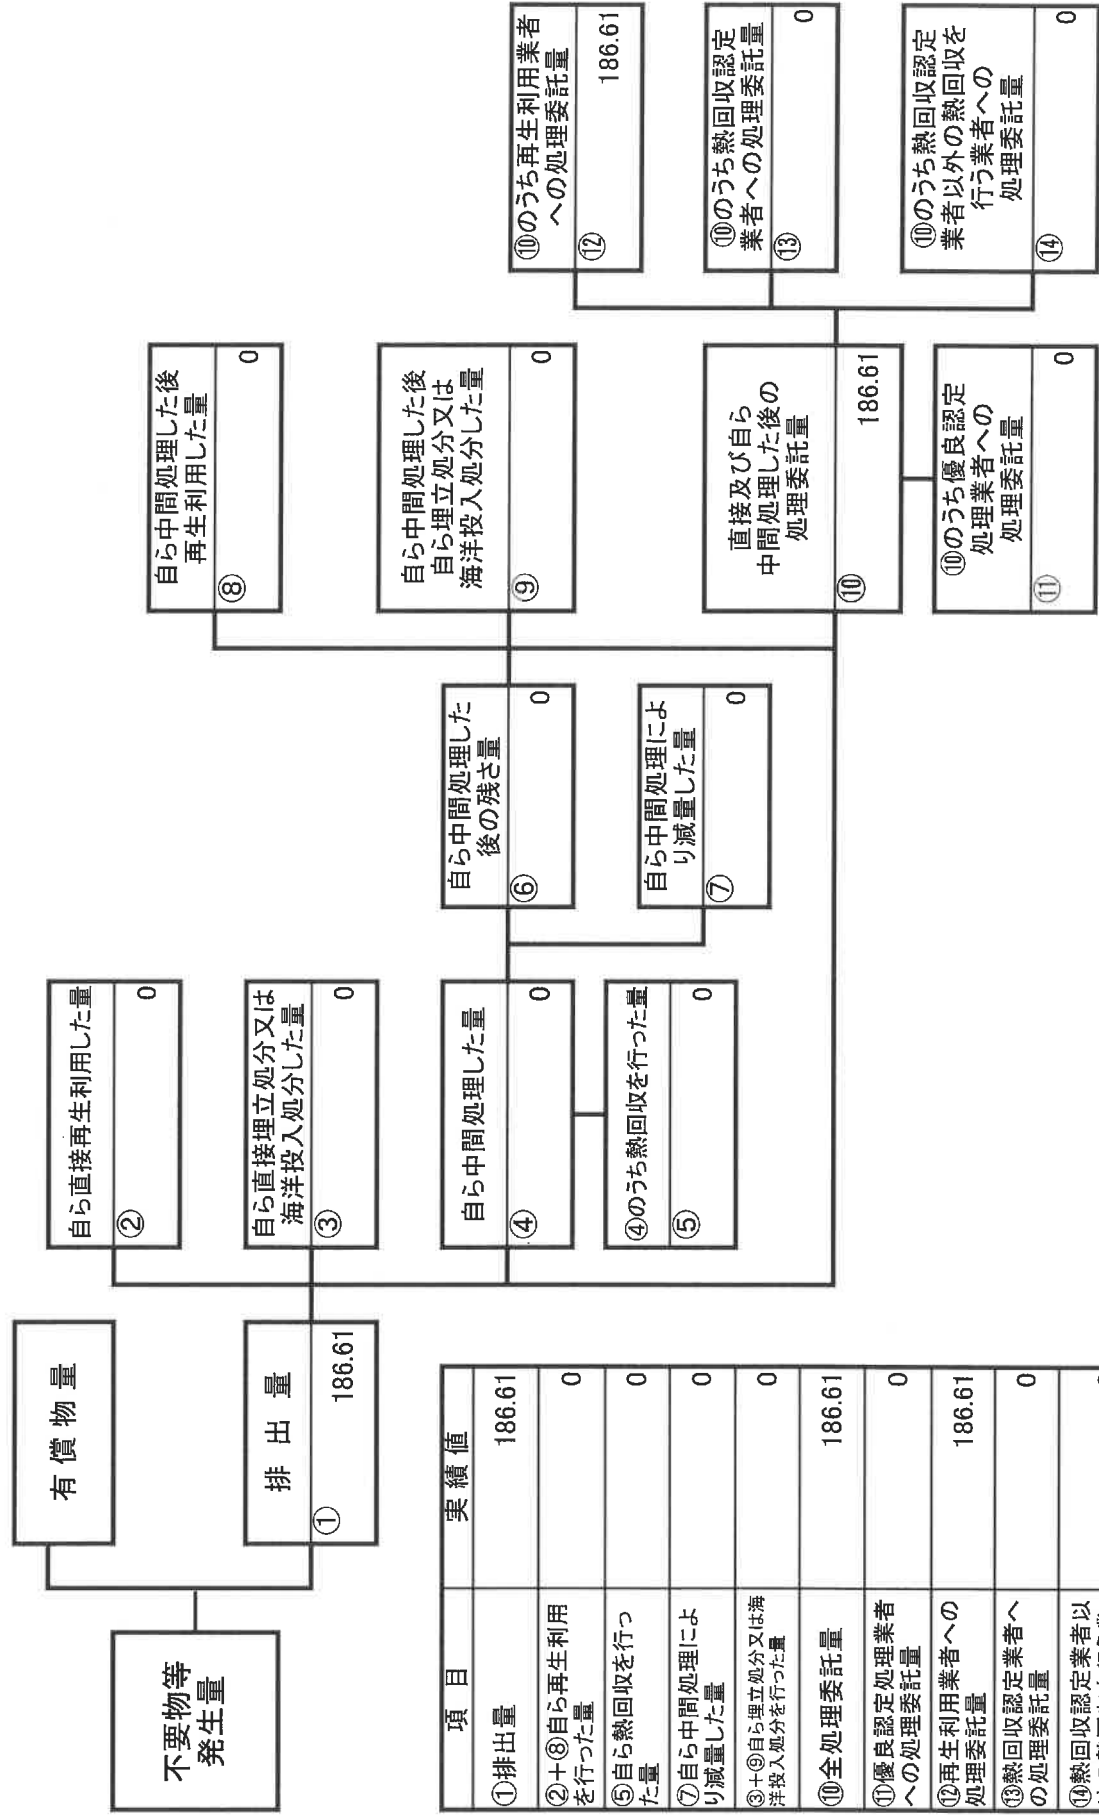 不要物等
発生量
有 償 物 量
排 出 量
①
186.61
自ら直接再生利用した量
②
0
自ら直接埋立処分又は
海洋投入処分した量
③
0
自ら中間処理した量
④
0
④のうち熱回収を行った量
⑤
0
自ら中間処理した
後の残さ量
⑥
0
自ら中間処理によ
り減量した量
⑦
0
自ら中間処理した後
再生利用した量
⑧
0
自ら中間処理した後
自ら埋立処分又は
海洋投入処分した量
⑨
0
直接及び自ら
中間処理した後の
処理委託量
⑩
186.61
⑩のうち優良認定
処理業者への
処理委託量
⑪
0
⑩のうち再生利用業者
への処理委託量
⑫
186.61
⑩のうち熱回収認定
業者への処理委託量
⑬
0
⑩のうち熱回収認定
業者以外の熱回収を
行う業者への
処理委託量
⑭
0
項 目
実 績 値
①排出量
186.61
②+⑧自ら再生利用
を行った量
0
⑤自ら熱回収を行っ
た量
0
⑦自ら中間処理によ
り減量した量
0
③+⑨自ら埋立処分又は海
洋投入処分を行った量
0
⑩全処理委託量
186.61
⑪優良認定処理業者
への処理委託量
0
⑫再生利用業者への
処理委託量
186.61
⑬熱回収認定業者へ
の処理委託量
0
⑭熱回収認定業者以